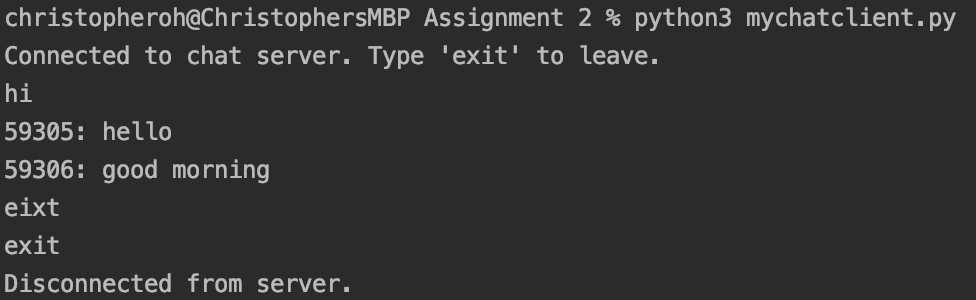 christopheroh@ChristophersMBP Assignment 2 % python3 mychatclient.py
Connected to chat server. Type 'exit' to leave.
hi
59305: hello
59306: good morning
eixt
exit
Disconnected from server.